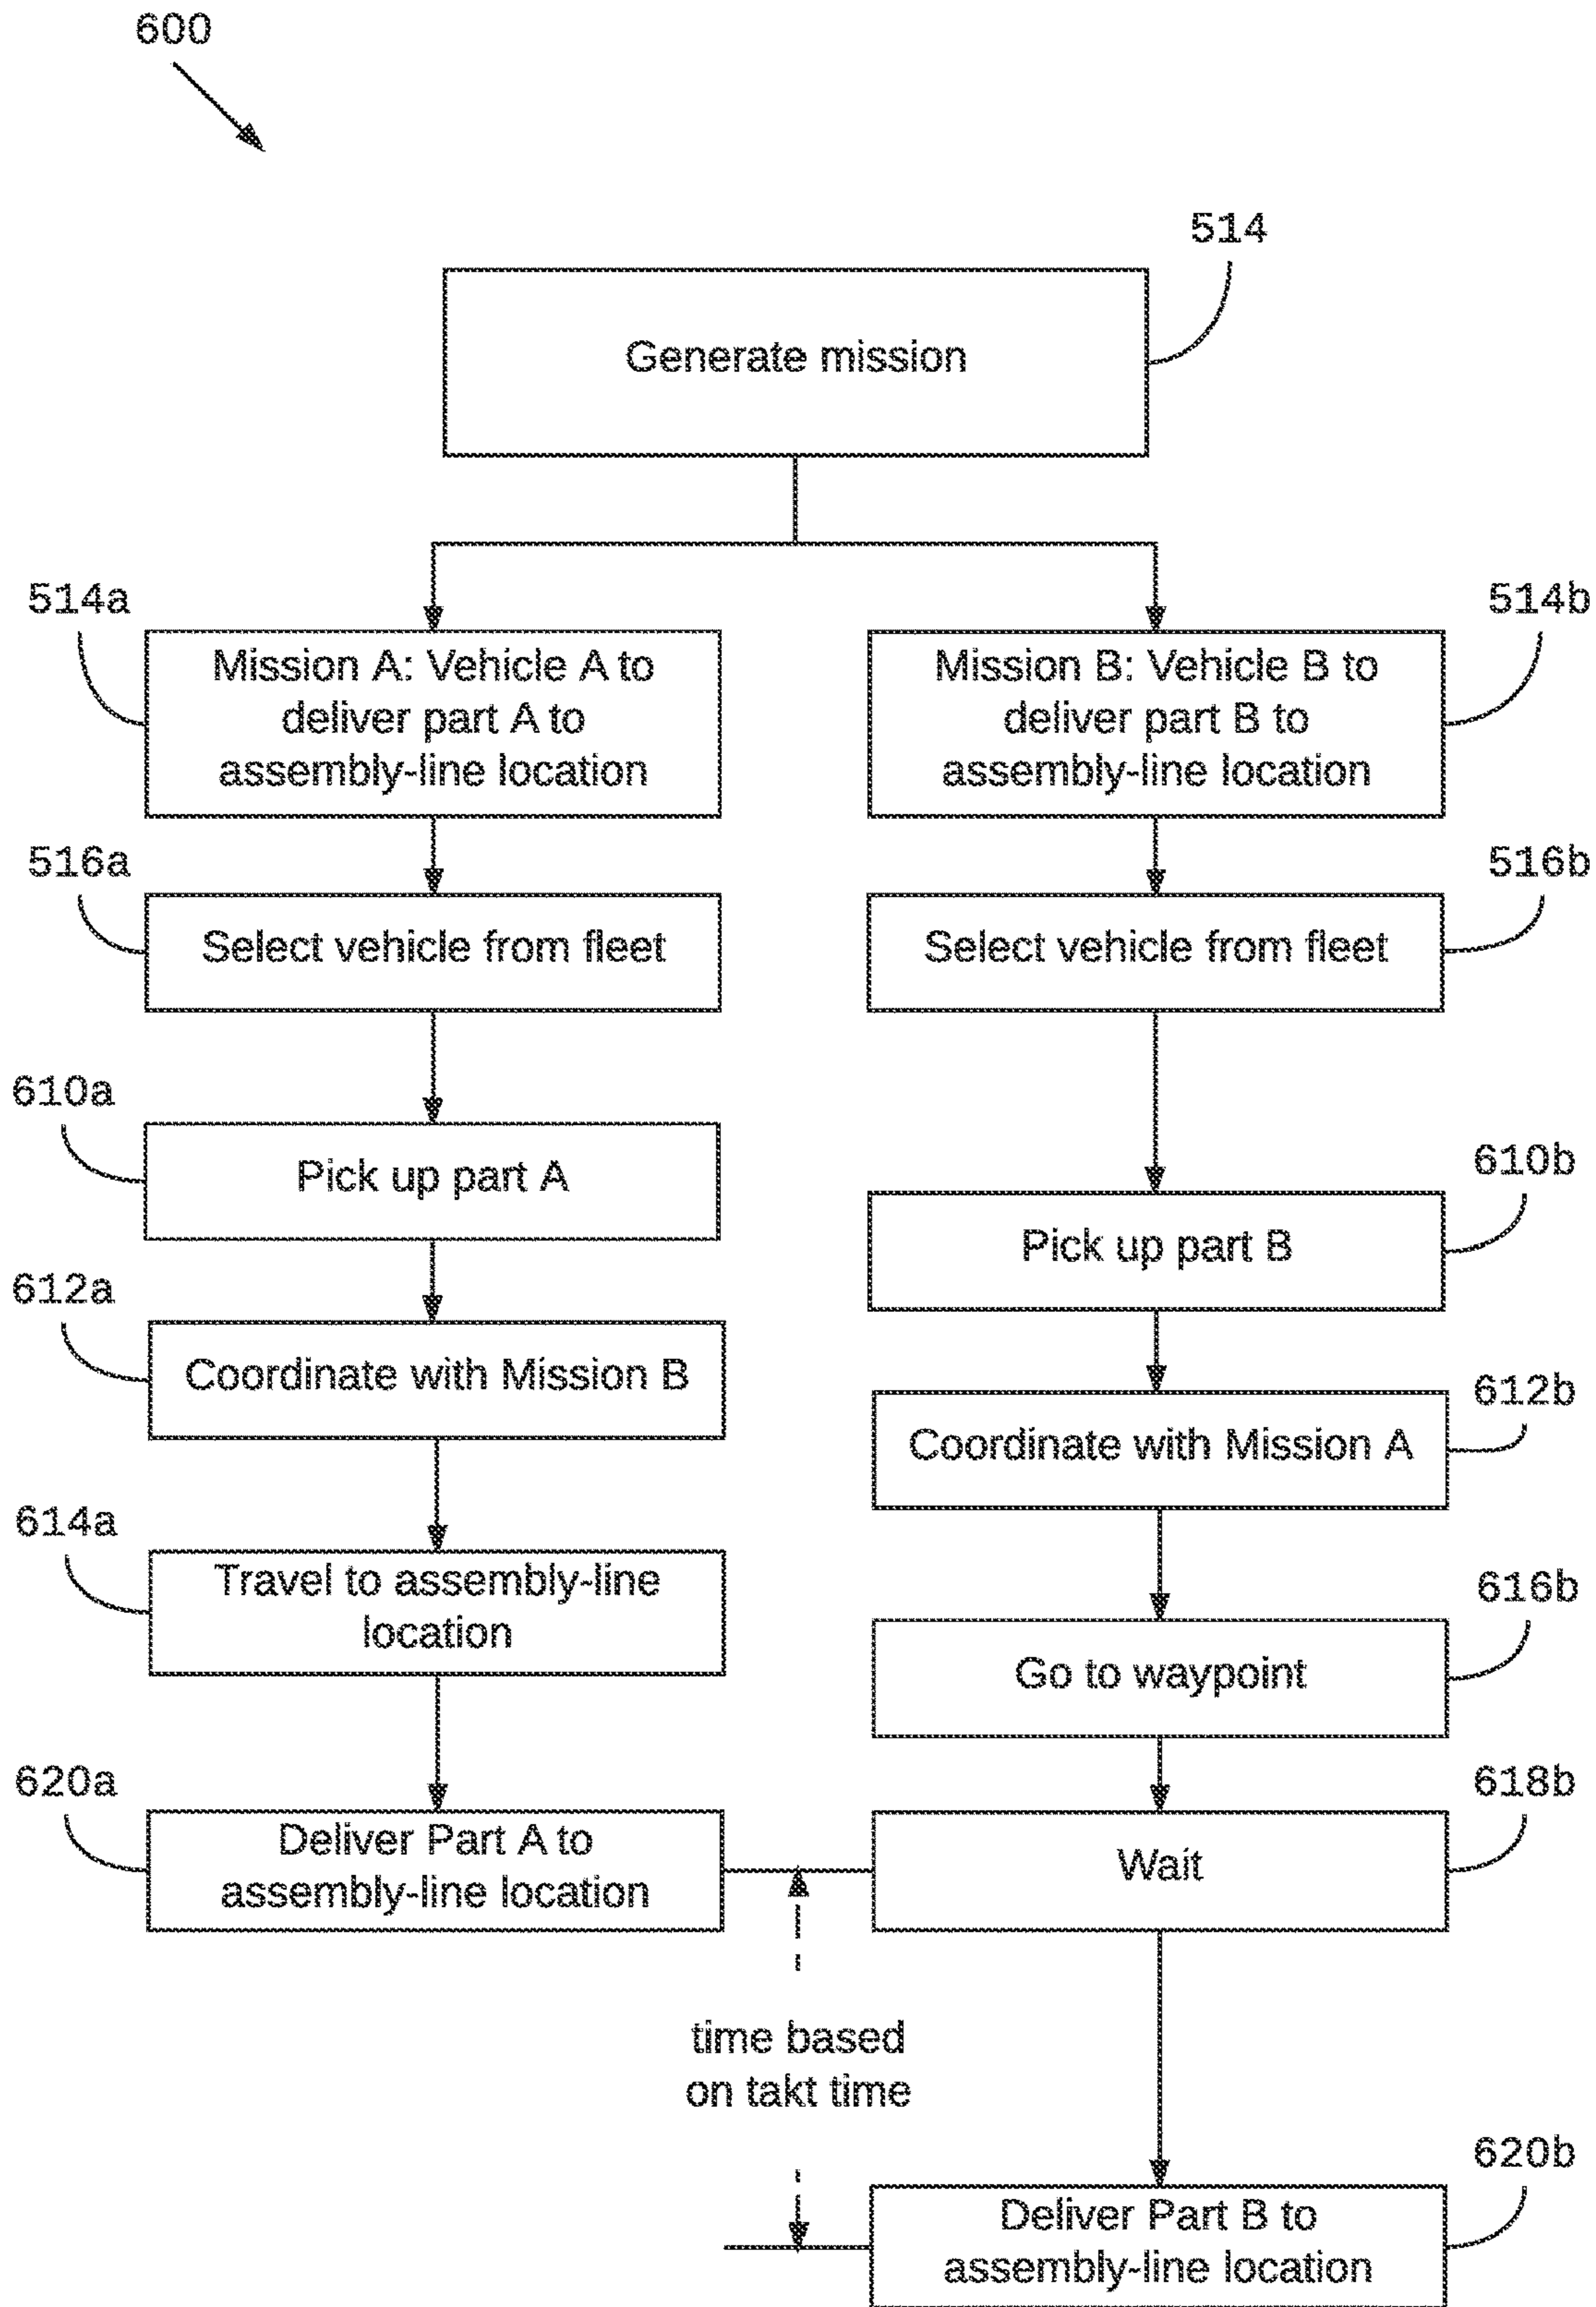 600
514
Generate mission
514a
514b
Mission A: Vehicle A to
deliver part A to
assembly-line location
Mission B: Vehicle B to
deliver part B to
assembly-line location
516a
516b
Select vehicle from fleet
Select vehicle from fleet
610a
Pick up part A
610b
Pick up part B
612a
Coordinate with Mission B
612b
Coordinate with Mission A
614a
Travel to assembly-line
location
616b
Go to waypoint
620a
Deliver Part A to
assembly-line location
618b
Wait
time based
on takt time
620b
Deliver Part B to
assembly-line location